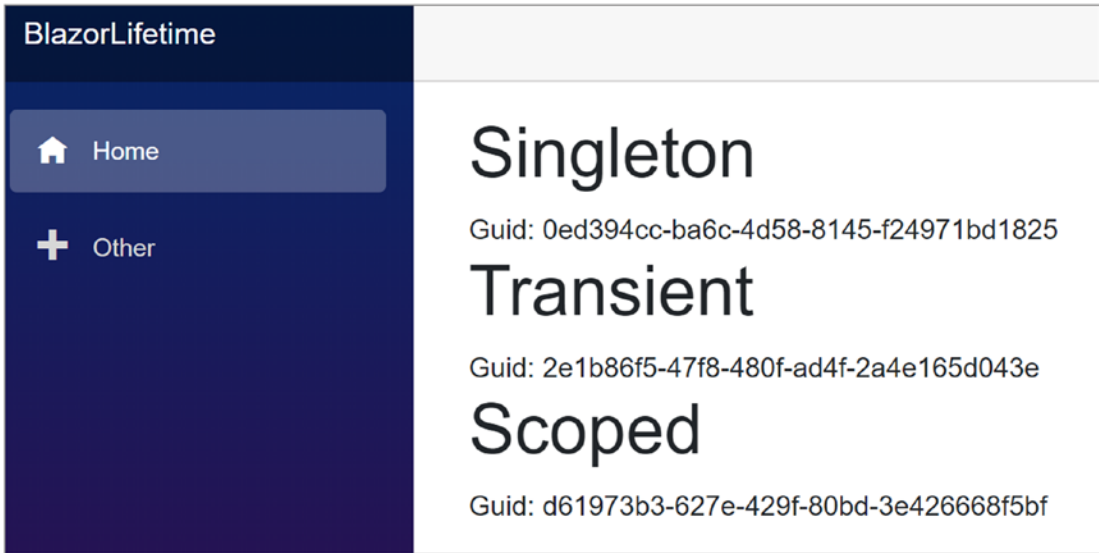 BlazorLifetime
Home
Other
Singleton
Guid: 0ed394cc-ba6c-4d58-8145-f24971bd1825
Transient
Guid: 2e1b86f5-47f8-480f-ad4f-2a4e165d043e
Scoped
Guid: d61973b3-627e-429f-80bd-3e426668f5bf